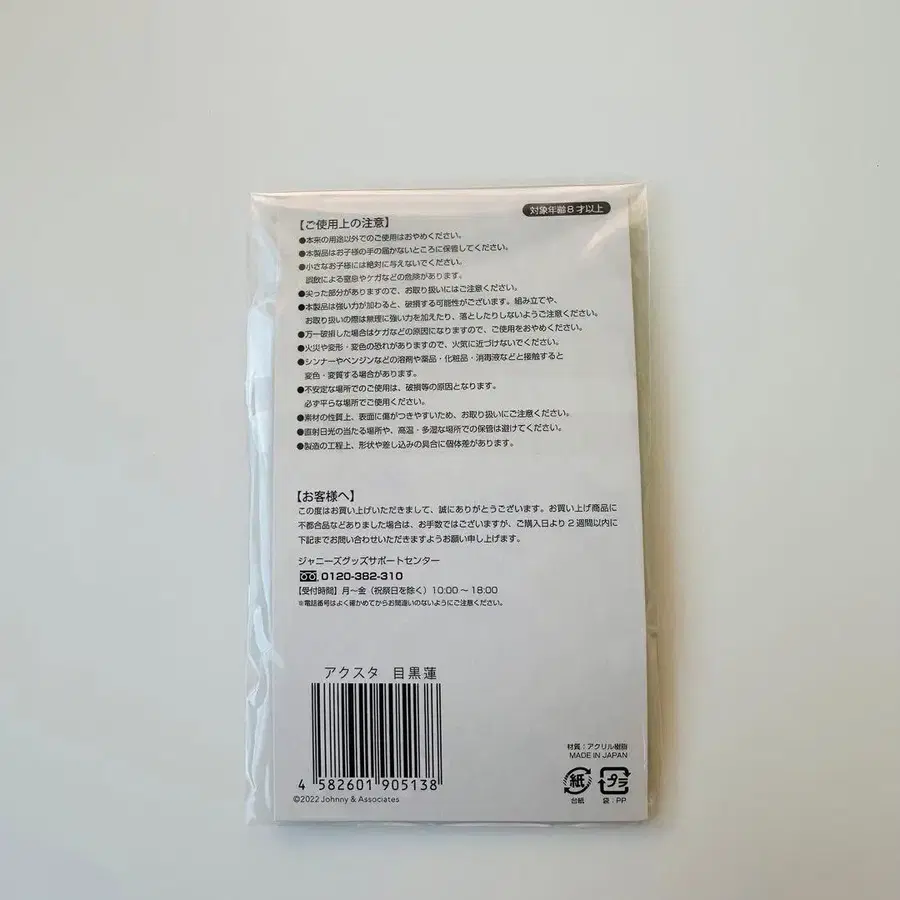 対象年齢8才以上
【ご使用上の注意】
●本来の用途以外でのご使用はおやめください。
●本製品はお子様の手の届かないところに保管してください。
●小さなお子様には絶対に与えないでください。
誤飲による窒息やケガなどの危険があります。
●尖った部分がありますので、お取り扱いにはご注意ください。
●本製品は強い力が加わると、破損する可能性がございます。組み立てや、
お取り扱いの際は無理に強い力を加えたり、落としたりしないようご注意ください。
●万一破損した場合はケガなどの原因になりますので、ご使用をおやめください。
●火災や変形・変色の恐れがありますので、火気に近づけないでください。
●シンナーやベンジンなどの溶剤や薬品・化粧品・消毒液などと接触すると
変色・変質する場合があります。
●不安定な場所でのご使用は、破損等の原因となります。
必ず平らな場所でご使用ください。
●素材の性質上、表面に傷がつきやすいため、お取り扱いにご注意ください。
●直射日光の当たる場所や、高温・多湿な場所での保管は避けてください。
●製造の工程上、形状や差し込みの具合に個体差があります。
【お客様へ】
この度はお買い上げいただきまして、誠にありがとうございます。お買い上げ商品に
不都合品などありました場合は、お手数ではございますが、ご購入日より2週間以内に
下記までお問い合わせいただきますようお願い申し上げます。
ジャニーズグッズサポートセンター
0120-382-310
【受付時間】月～金（祝祭日を除く）10:00～18:00
※電話番号はよく確かめてからお間違いのないようにご注意ください。
アクスタ 目黒蓮
4 582601 905138
©2022 Johnny & Associates
材質：アクリル樹脂
MADE IN JAPAN
紙 プラ
台紙 袋：PP